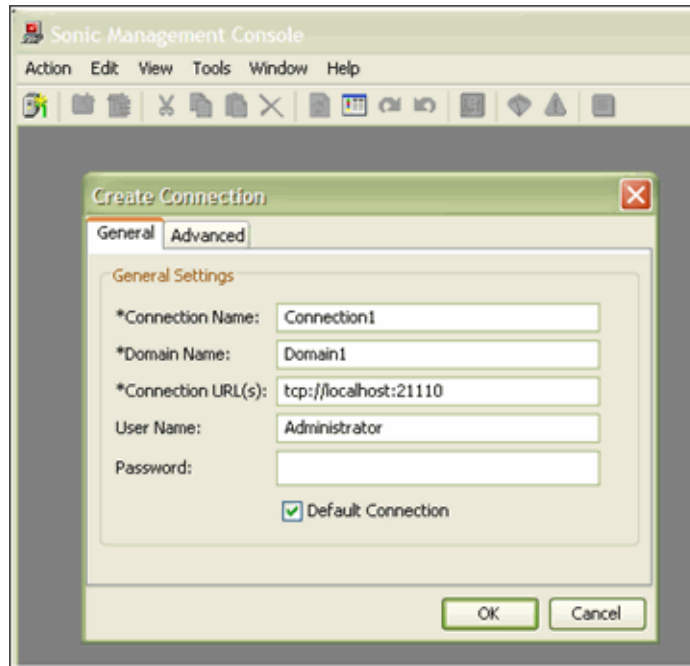 Sonic Management Console
Action Edit View Tools Window Help
Create Connection
General Advanced
General Settings
*Connection Name: Connection1
*Domain Name: Domain1
*Connection URL(s): tcp://localhost:21110
User Name: Administrator
Password:
Default Connection
OK Cancel